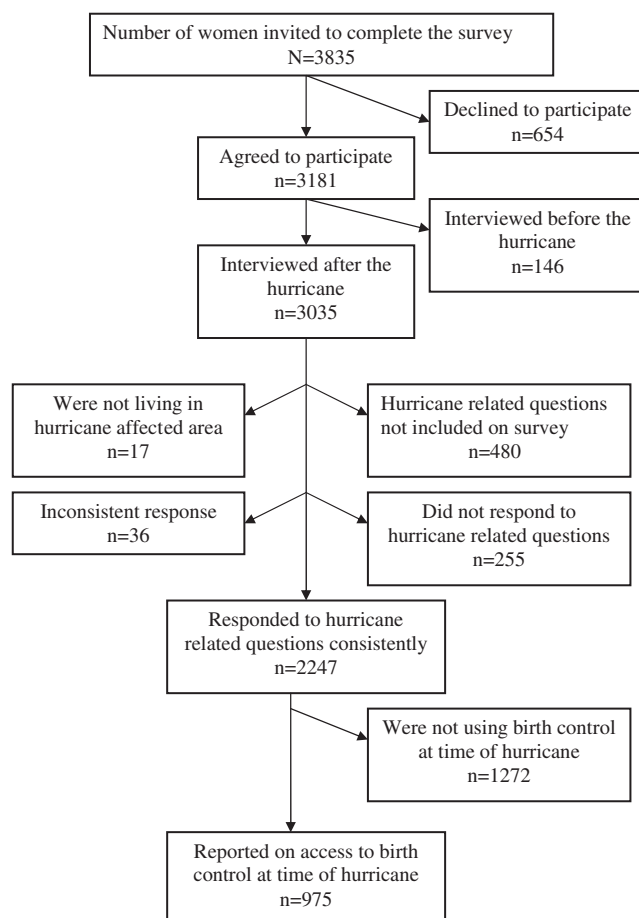 Number of women invited to complete the survey
N=3835
Declined to participate
n=654
Agreed to participate
n=3181
Interviewed before the
hurricane
n=146
Interviewed after the
hurricane
n=3035
Were not living in
hurricane affected area
n=17
Hurricane related questions
not included on survey
n=480
Inconsistent response
n=36
Did not respond to
hurricane related questions
n=255
Responded to hurricane
related questions consistently
n=2247
Were not using birth control
at time of hurricane
n=1272
Reported on access to birth
control at time of hurricane
n=975